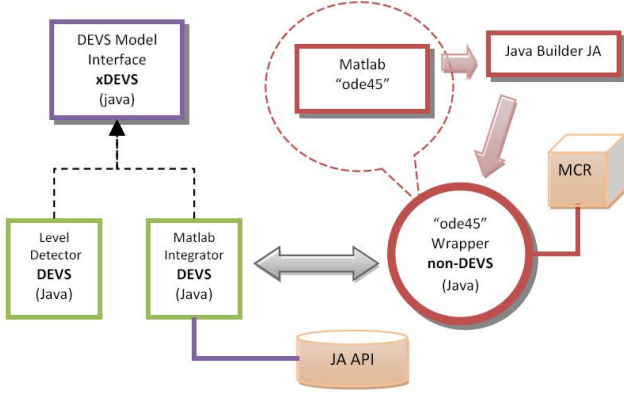 DEVS Model
Interface
xDEVS
(java)
Matlab
“ode45”
Java Builder JA
MCR
Level
Detector
DEVS
(Java)
Matlab
Integrator
DEVS
(Java)
“ode45”
Wrapper
non-DEVS
(Java)
JA API